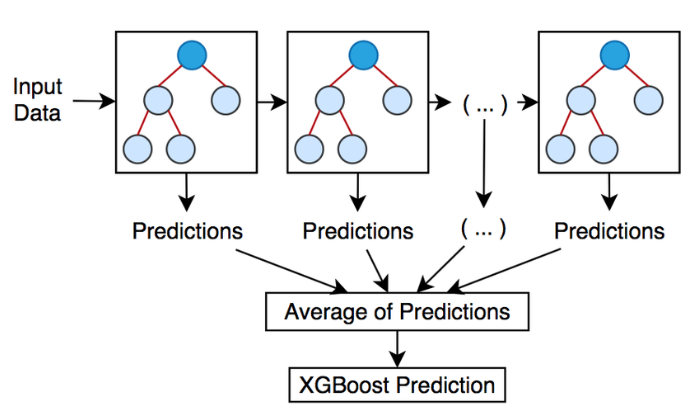 Input
Data
( ... )
Predictions
Predictions
( ... )
Predictions
Average of Predictions
XGBoost Prediction